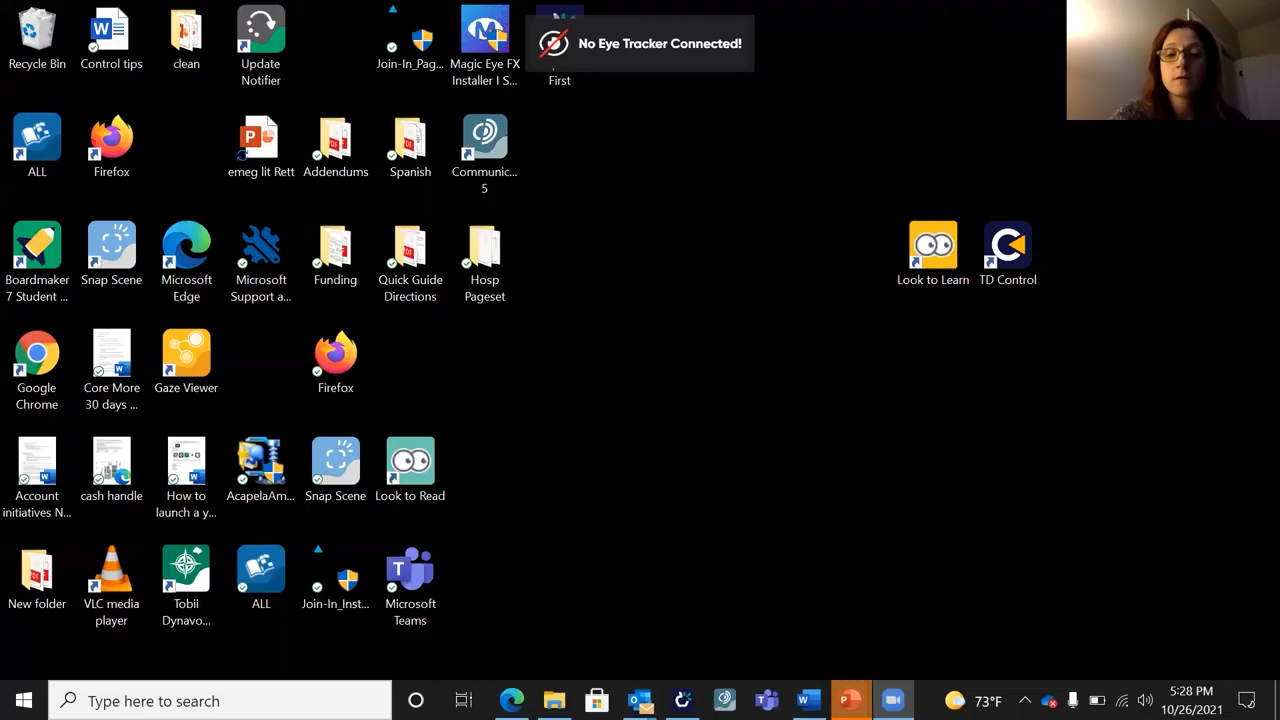 Recycle Bin
Control tips
clean
Update
Notifier
Join-In_Pag...
Magic Eye FX
Installer I S...
First
No Eye Tracker Connected!
ALL
Firefox
emeg lit Rett
Addendums
Spanish
Communic...
5
Boardmaker
7 Student ...
Snap Scene
Microsoft
Edge
Microsoft
Support a...
Funding
Quick Guide
Directions
Hosp
Pageset
Look to Learn
TD Control
Google
Chrome
Core More
30 days ...
Gaze Viewer
Firefox
Account
initiatives N...
cash handle
How to
launch a y...
AcapelaAm...
Snap Scene
Look to Read
New folder
VLC media
player
Tobii
Dynavo...
ALL
Join-In_Inst...
Microsoft
Teams
Type here to search
73°F
5:28 PM
10/26/2021